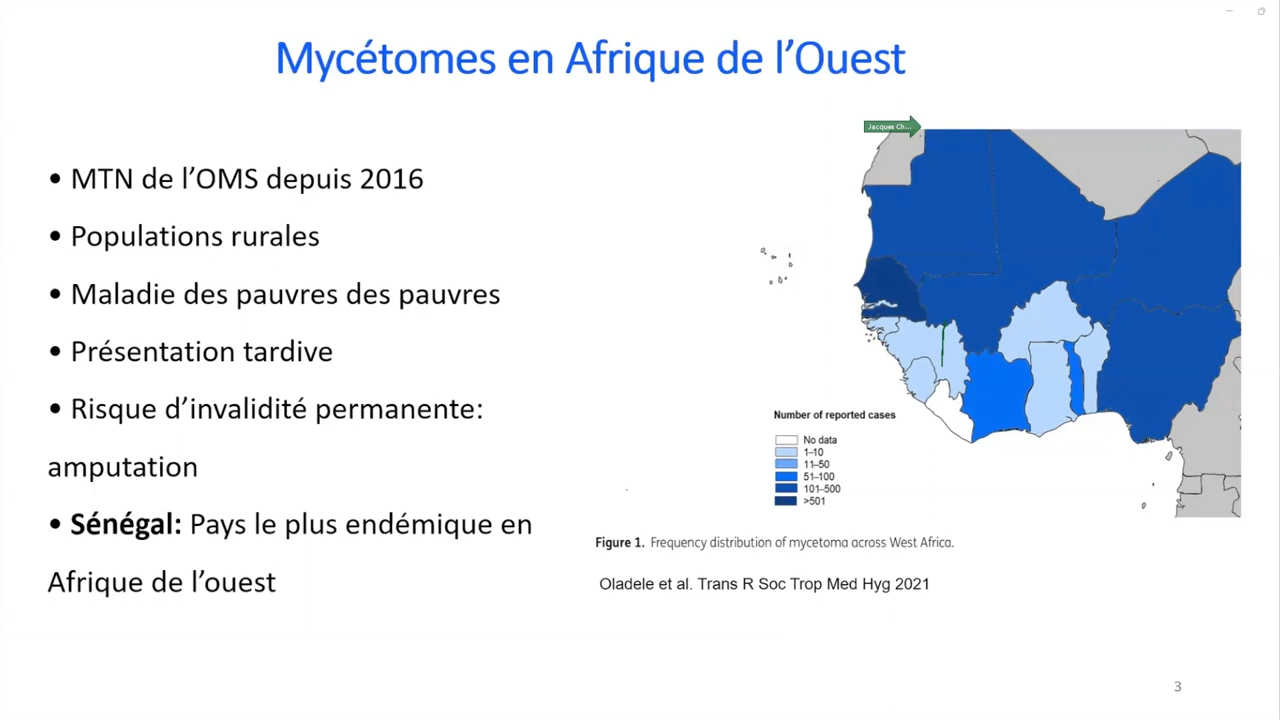 Mycétomes en Afrique de l’Ouest
Jacques Ch...
• MTN de l’OMS depuis 2016
• Populations rurales
• Maladie des pauvres des pauvres
• Présentation tardive
• Risque d’invalidité permanente:
amputation
• Sénégal: Pays le plus endémique en
Afrique de l’ouest
Number of reported cases
No data
1–10
11–50
51–100
101–500
>501
Figure 1. Frequency distribution of mycetoma across West Africa.
Oladele et al. Trans R Soc Trop Med Hyg 2021
3